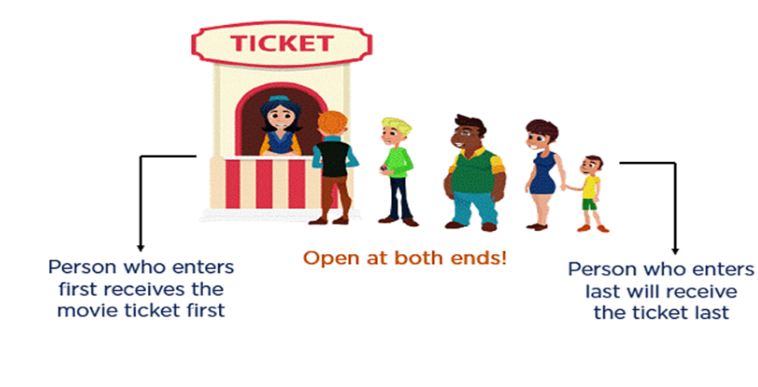 TICKET
Person who enters
first receives the
movie ticket first
Open at both ends!
Person who enters
last will receive
the ticket last